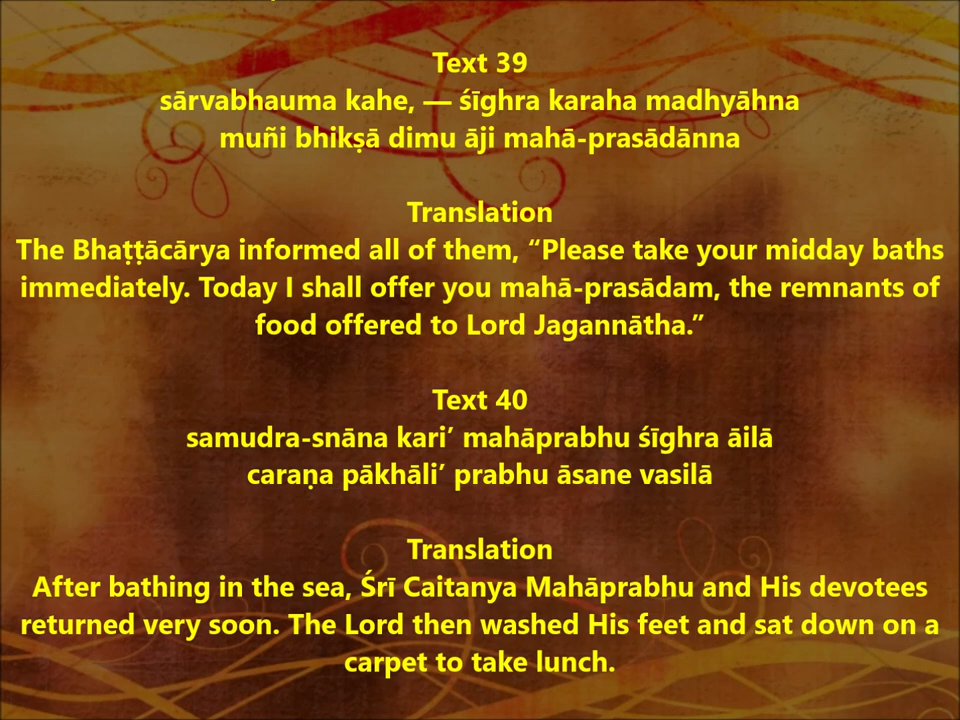 Text 39
sārvabhauma kahe, — śīghra karaha madhyāhna
muñi bhikṣā dimu āji mahā-prasādānna
Translation
The Bhaṭṭācārya informed all of them, “Please take your midday baths
immediately. Today I shall offer you mahā-prasādam, the remnants of
food offered to Lord Jagannātha.”
Text 40
samudra-snāna kari’ mahāprabhu śīghra āilā
caraṇa pākhāli’ prabhu āsane vasilā
Translation
After bathing in the sea, Śrī Caitanya Mahāprabhu and His devotees
returned very soon. The Lord then washed His feet and sat down on a
carpet to take lunch.